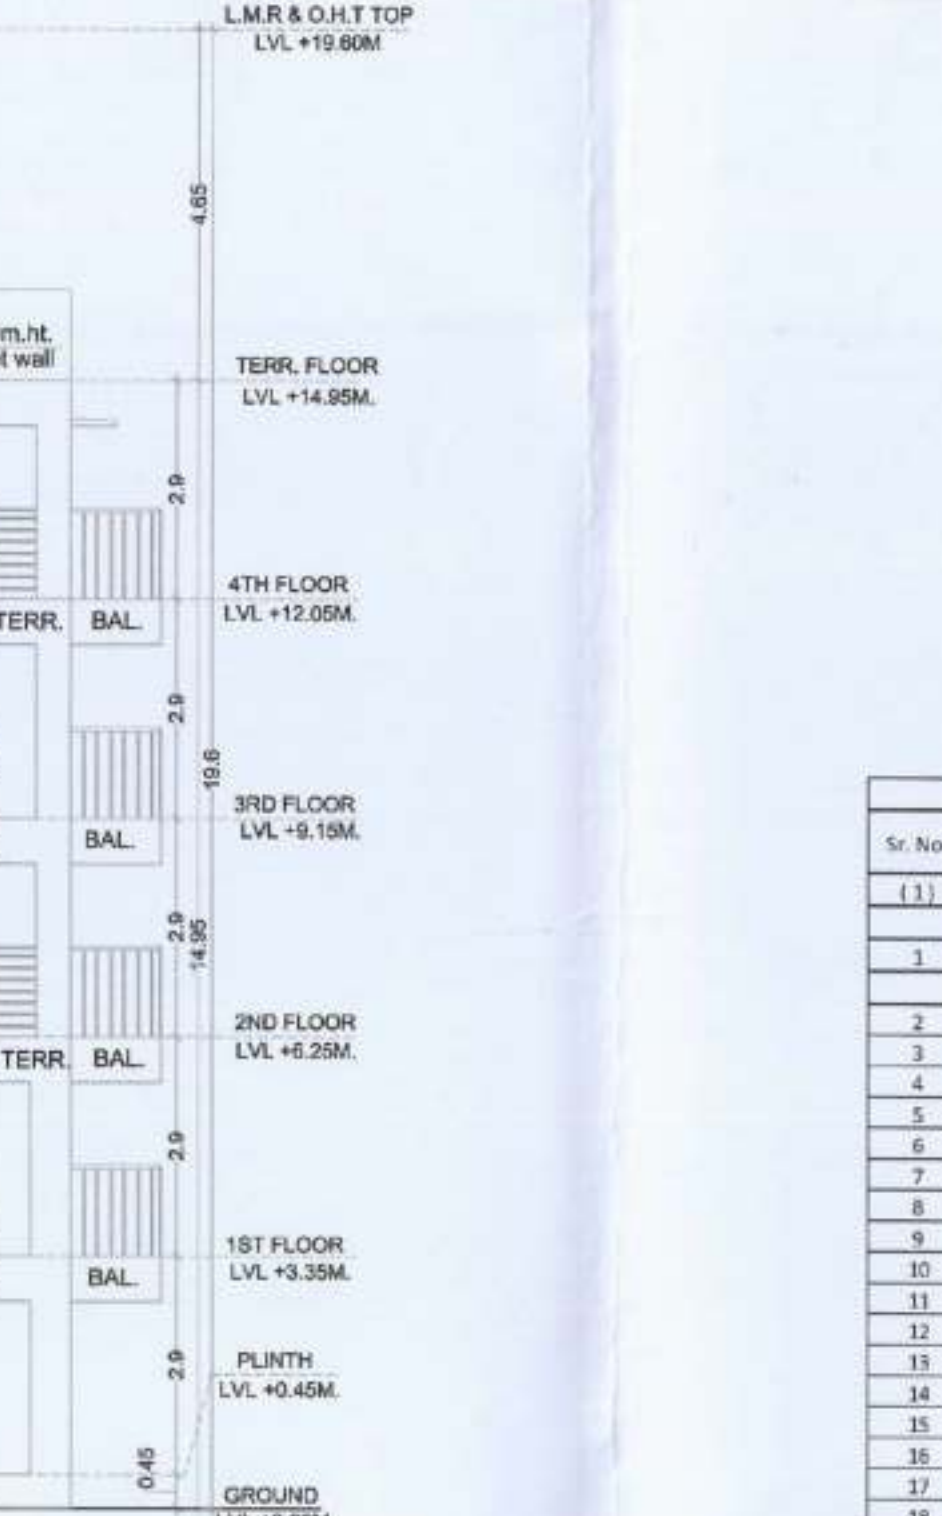 L.M.R & O.H.T TOP
LVL +19.60M
4.65
m.ht.
t wall
TERR. FLOOR
LVL +14.95M.
2.9
4TH FLOOR
LVL +12.05M.
TERR.
BAL.
2.9
19.6
3RD FLOOR
LVL +9.15M.
BAL.
2.9
14.95
2ND FLOOR
LVL +6.25M.
TERR.
BAL.
2.9
1ST FLOOR
LVL +3.35M.
BAL.
2.9
PLINTH
LVL +0.45M.
0.45
GROUND
Sr. No
(1)
1
2
3
4
5
6
7
8
9
10
11
12
13
14
15
16
17
18